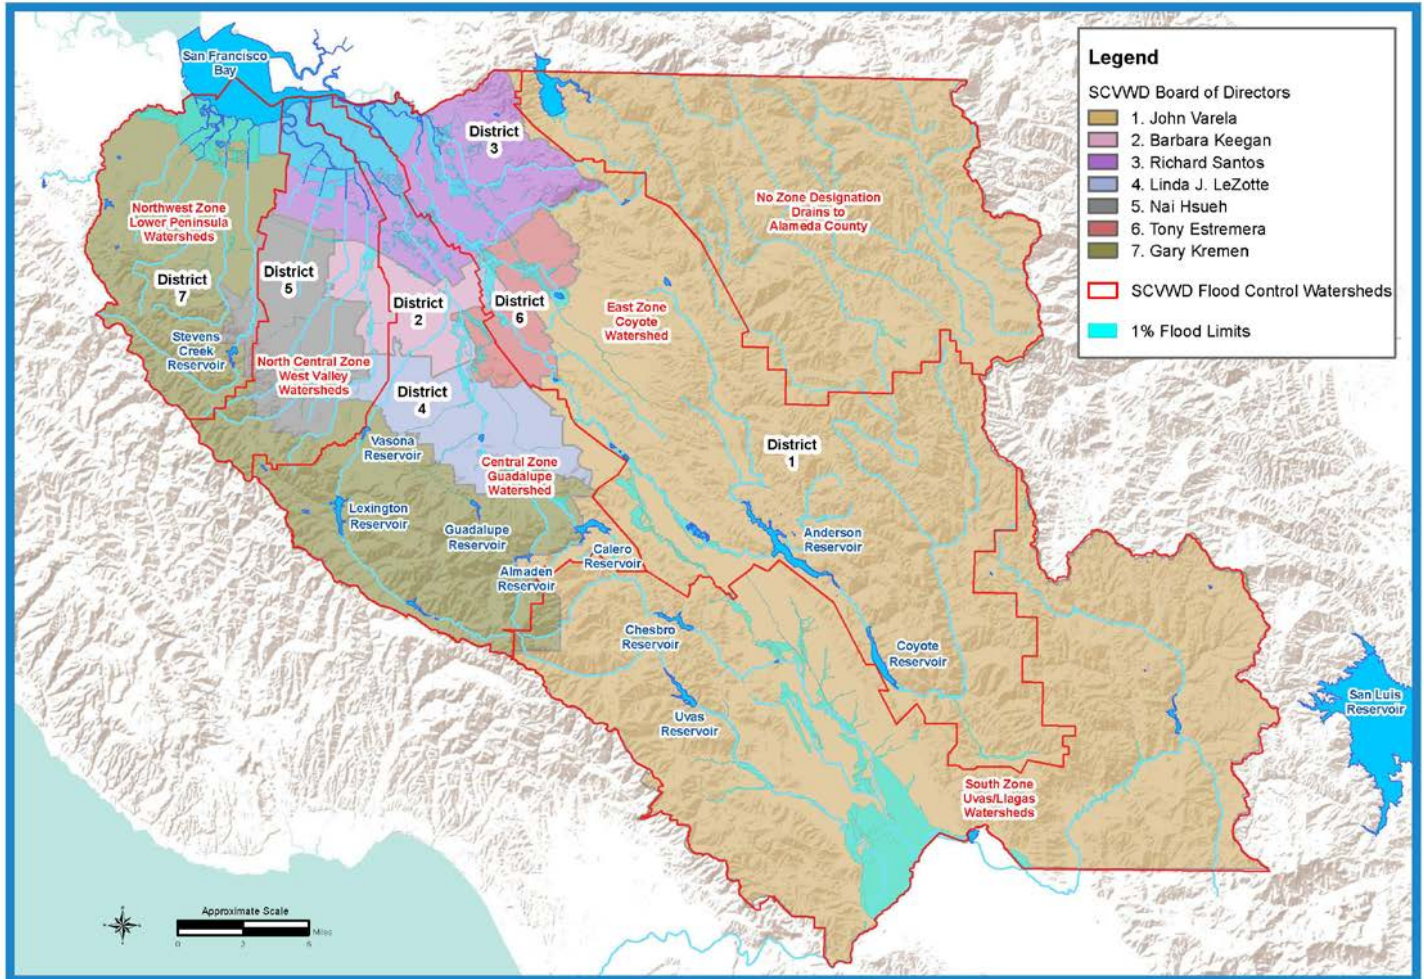 San Francisco
Bay
Legend
SCVWD Board of Directors
1. John Varela
2. Barbara Keegan
3. Richard Santos
4. Linda J. LeZotte
5. Nai Hsueh
6. Tony Estremera
7. Gary Kremen
SCVWD Flood Control Watersheds
1% Flood Limits
District
3
No Zone Designation
Drains to
Alameda County
Northwest Zone
Lower Peninsula
Watersheds
District
7
District
5
District
2
District
6
East Zone
Coyote
Watershed
Stevens
Creek
Reservoir
North Central Zone
West Valley
Watersheds
District
4
Vasona
Reservoir
District
1
Central Zone
Guadalupe
Watershed
Lexington
Reservoir
Guadalupe
Reservoir
Anderson
Reservoir
Calero
Reservoir
Almaden
Reservoir
Chesbro
Reservoir
Coyote
Reservoir
Uvas
Reservoir
San Luis
Reservoir
South Zone
Uvas/Llagas
Watersheds
Approximate Scale
Miles